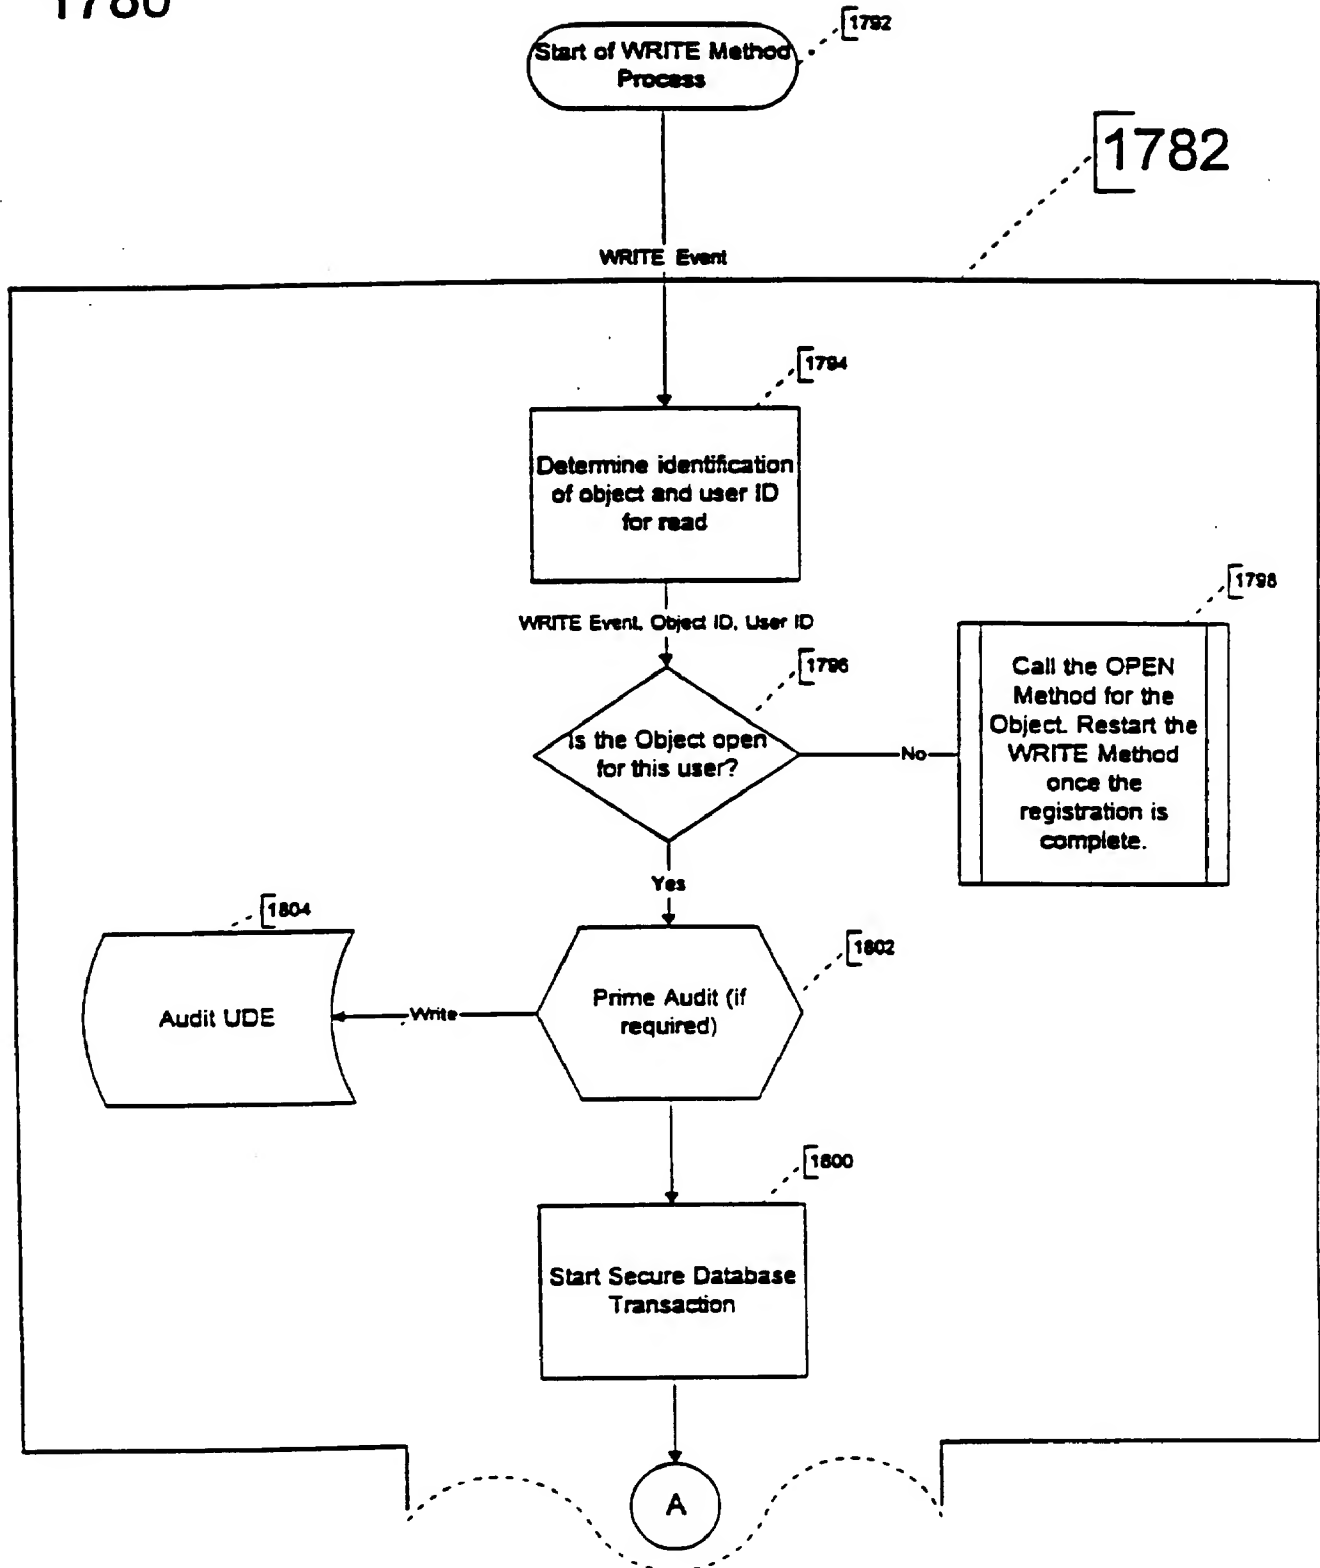 1780
1792
Start of WRITE Method
Process
1782
WRITE Event
1794
Determine identification
of object and user ID
for read
1798
WRITE Event, Object ID, User ID
1796
Call the OPEN
Method for the
Object. Restart the
WRITE Method
once the
registration is
complete.
Is the Object open
for this user?
No
Yes
1804
1802
Audit UDE
Write
Prime Audit (if
required)
1800
Start Secure Database
Transaction
A